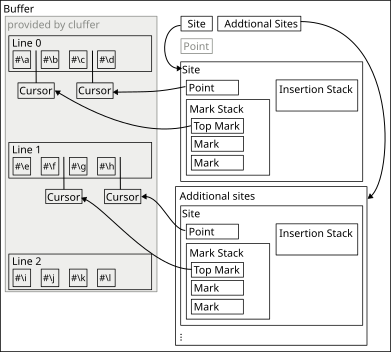 Buffer
provided by cluffer
Line 0
#\a #\b #\c #\d
Cursor Cursor
Line 1
#\e #\f #\g #\h
Cursor Cursor
Line 2
#\i #\j #\k #\l
Site Addtional Sites
Point
Site
Point
Insertion Stack
Mark Stack
Top Mark
Mark
Mark
Additional sites
Site
Point
Insertion Stack
Mark Stack
Top Mark
Mark
Mark
...